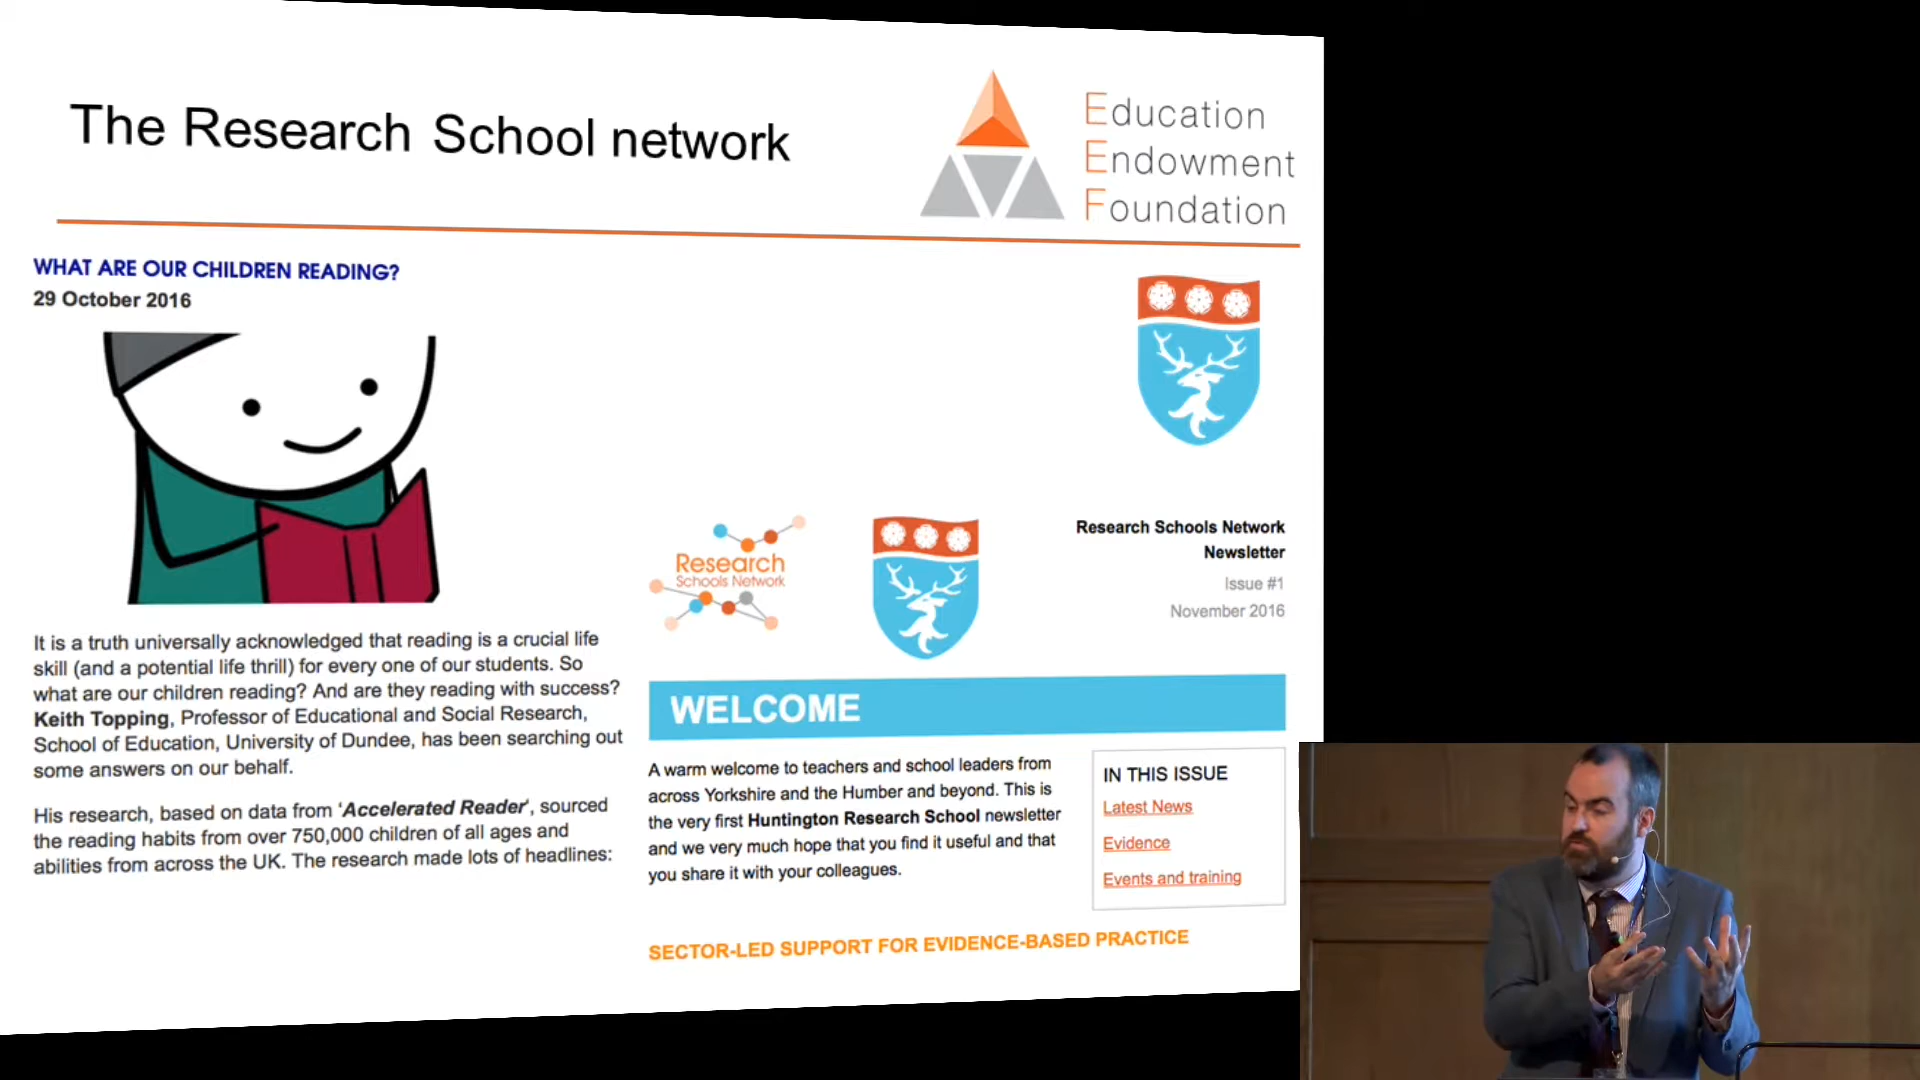 The Research School network
Education
Endowment
Foundation
WHAT ARE OUR CHILDREN READING?
29 October 2016
It is a truth universally acknowledged that reading is a crucial life
skill (and a potential life thrill) for every one of our students. So
what are our children reading? And are they reading with success?
Keith Topping, Professor of Educational and Social Research,
School of Education, University of Dundee, has been searching out
some answers on our behalf.
His research, based on data from 'Accelerated Reader', sourced
the reading habits from over 750,000 children of all ages and
abilities from across the UK. The research made lots of headlines:
Research
Schools Network
Research Schools Network
Newsletter
Issue #1
November 2016
WELCOME
A warm welcome to teachers and school leaders from
across Yorkshire and the Humber and beyond. This is
the very first Huntington Research School newsletter
and we very much hope that you find it useful and that
you share it with your colleagues.
IN THIS ISSUE
Latest News
Evidence
Events and training
SECTOR-LED SUPPORT FOR EVIDENCE-BASED PRACTICE